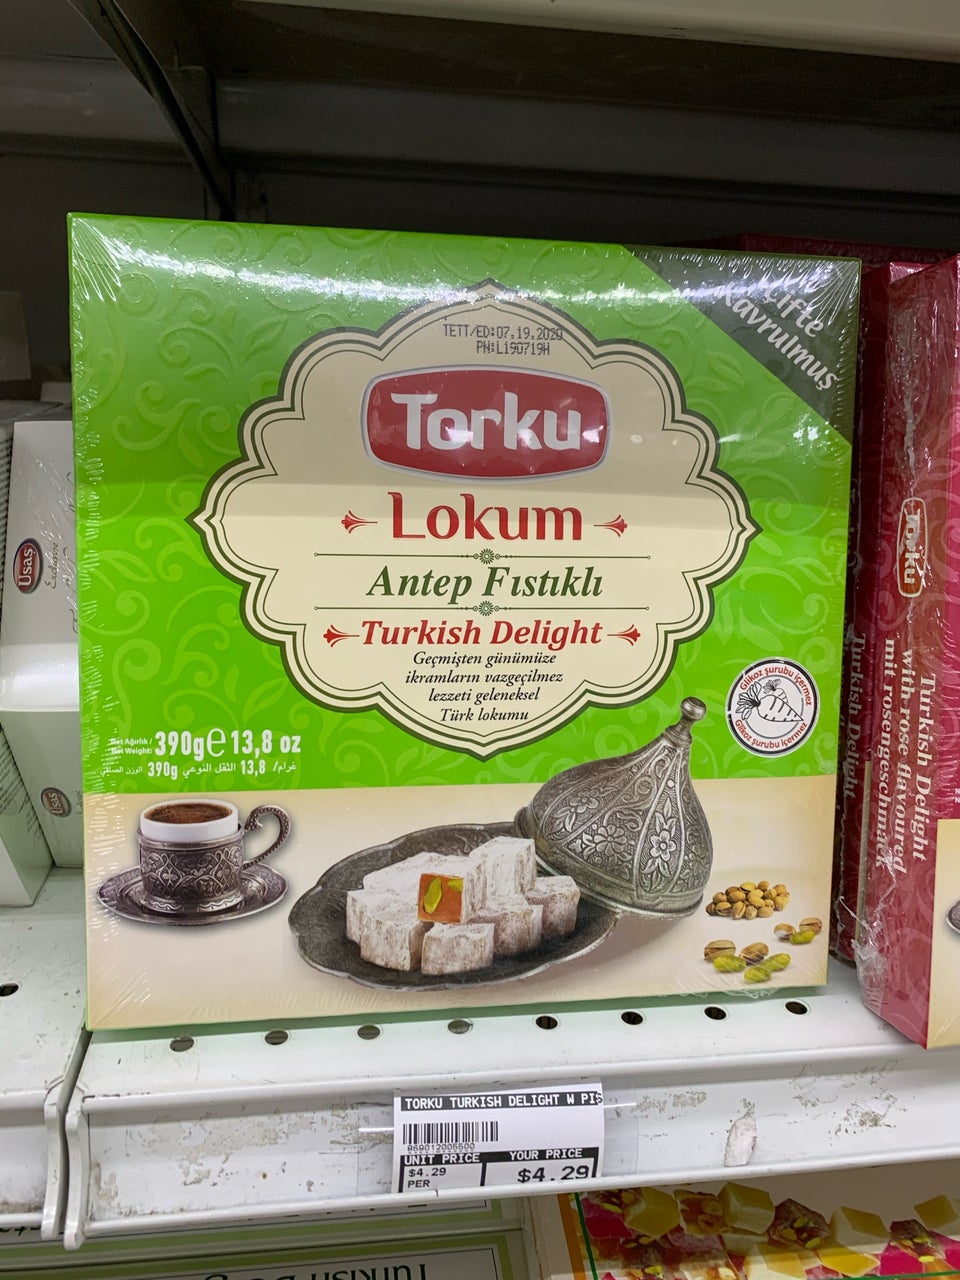 Çifte
Kavrulmuş
TETT/ED:07.19.2020
PN:L190719H
Torku
Lokum
Antep Fıstıklı
Turkish Delight
Geçmişten günümüze
ikramların vazgeçilmez
lezzeti geleneksel
Türk lokumu
Glikoz şurubu içermez
Glikoz şurubu içermez
Net Ağırlık /
Net Weight:
390g e 13,8 oz
390g الوزن الصافي
غرام/ 13,8 الثقل النوعي
Usaş
Exclusive
Usaş
Turkish Delight
Torku
Turkish Delight
with rose flavoured
mit rosengeschmack
TORKU TURKISH DELIGHT W PIS
869012005500
UNIT PRICE
$4.29
PER
YOUR PRICE
$4.29